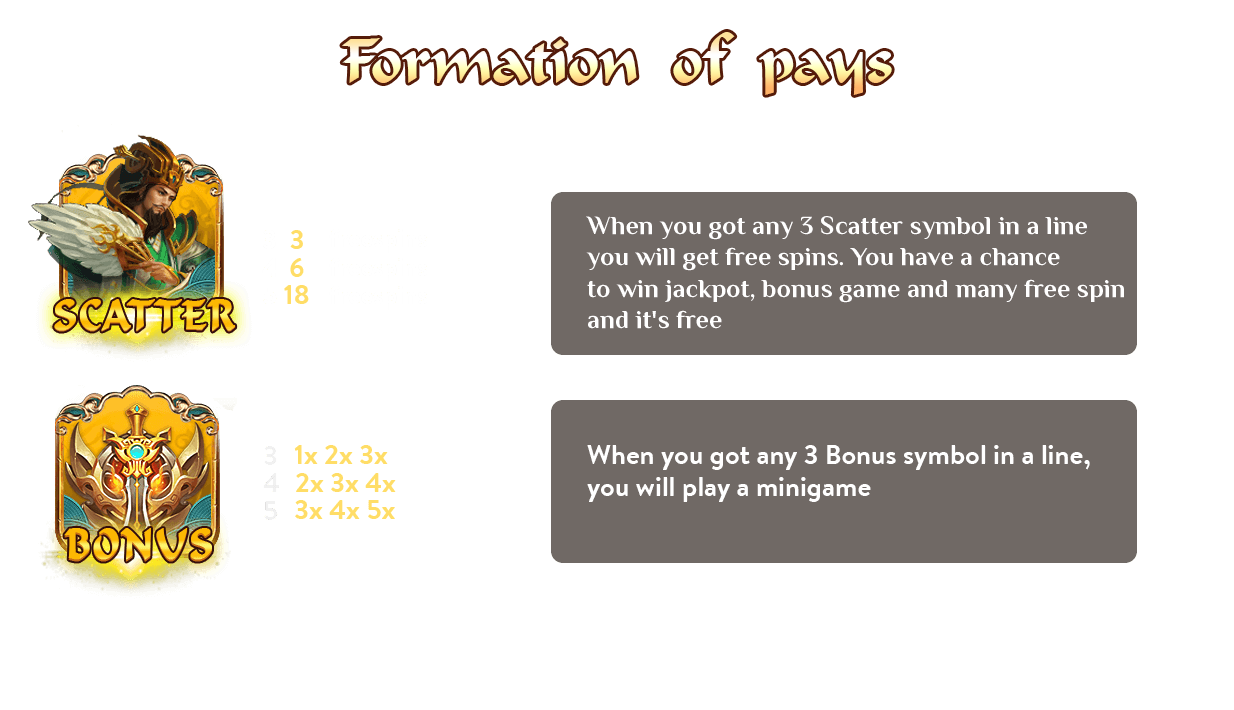 Formation of pays
SCATTER
3
6
18
When you got any 3 Scatter symbol in a line
you will get free spins. You have a chance
to win jackpot, bonus game and many free spin
and it's free
BONUS
3 1x 2x 3x
4 2x 3x 4x
5 3x 4x 5x
When you got any 3 Bonus symbol in a line,
you will play a minigame